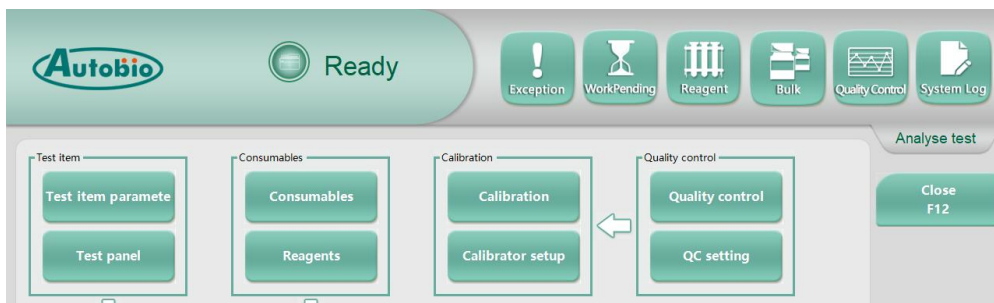 Autobio
Ready
Exception
WorkPending
Reagent
Bulk
Quality Control
System Log
Analyse test
Test item
Consumables
Calibration
Quality control
Test item paramete
Consumables
Calibration
Quality control
Close
F12
Test panel
Reagents
Calibrator setup
QC setting